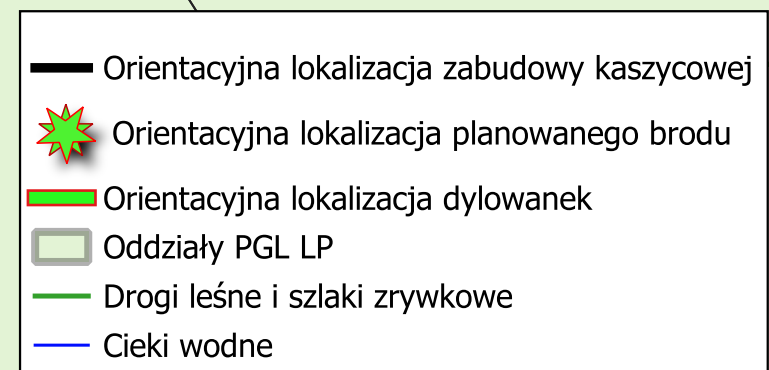 Orientacyjna lokalizacja zabudowy kaszycowej
Orientacyjna lokalizacja planowanego brodu
Orientacyjna lokalizacja dylowanek
Oddziały PGL LP
Drogi leśne i szlaki zrywkowe
Cieki wodne